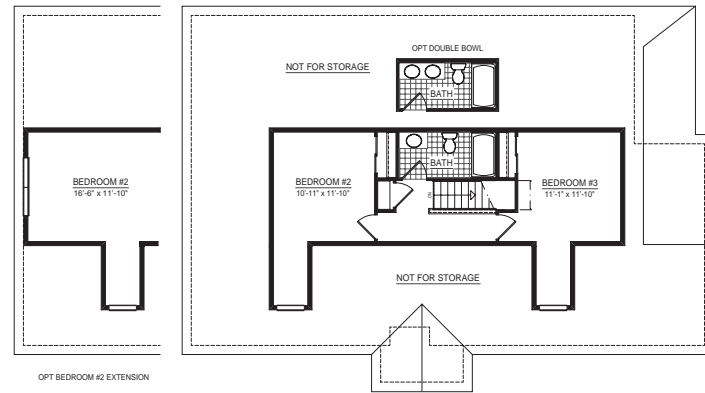 OPT DOUBLE BOWL
NOT FOR STORAGE
BATH
BEDROOM #2
16'-6" x 11'-10"
BEDROOM #2
10'-11" x 11'-10"
BATH
DN
BEDROOM #3
11'-1" x 11'-10"
NOT FOR STORAGE
OPT BEDROOM #2 EXTENSION